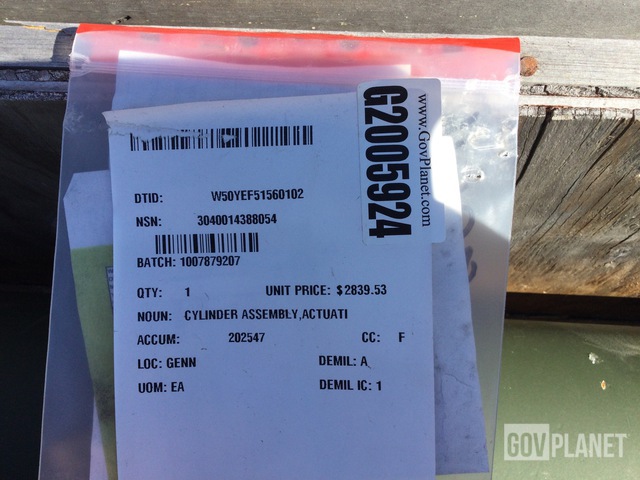 DTID: W50YEF51560102
NSN: 3040014388054
BATCH: 1007879207
QTY: 1 UNIT PRICE: $2839.53
NOUN: CYLINDER ASSEMBLY,ACTUATI
ACCUM: 202547 CC: F
LOC: GENN DEMIL: A
UOM: EA DEMIL IC: 1
www.GovPlanet.com
G2005924
GOVPLANET